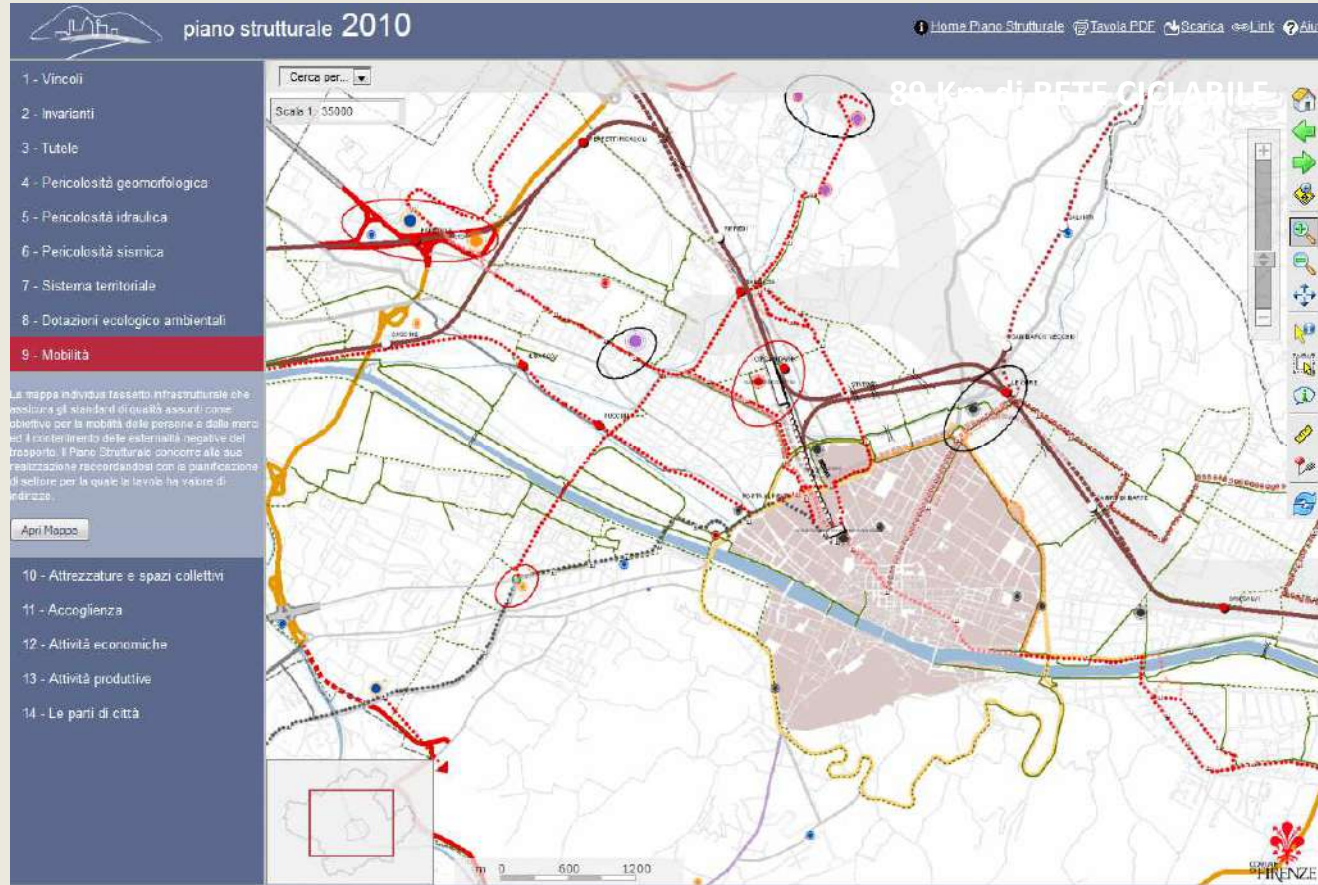 piano strutturale 2010
Home Piano Strutturale Tavola PDF Scarica Link
1 - Vincoli
2 - Invarianti
3 - Tutele
4 - Pericolosità geomorfologica
5 - Pericolosità idraulica
6 - Pericolosità sismica
7 - Sistema territoriale
8 - Dotazioni ecologico ambientali
9 - Mobilità
La mappa individua l'assetto infrastrutturale che
assicura gli standard di qualità assunti come
obiettivo per la mobilità delle persone e delle merci
ed il contenimento delle esternalità negative del
trasporto. Il Piano Strutturale concorre alla sua
realizzazione raccordandosi con la pianificazione
di settore per la quale la tavola ha valore di
indirizzo.
Apri Mappa
10 - Attrezzature e spazi collettivi
11 - Accoglienza
12 - Attività economiche
13 - Attività produttive
14 - Le parti di città
Cerca per...
Scala 1: 35000
89 Km di RETE CICLABILE
m 0 600 1200
COMUNE
DI FIRENZE